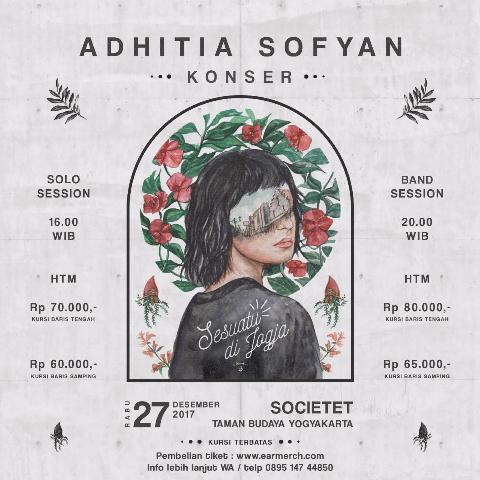 ADHITIA SOFYAN
KONSER
SOLO
SESSION
16.00
WIB
HTM
Rp 70.000,-
KURSI BARIS TENGAH
Rp 60.000,-
KURSI BARIS SAMPING
BAND
SESSION
20.00
WIB
HTM
Rp 80.000,-
KURSI BARIS TENGAH
Rp 65.000,-
KURSI BARIS SAMPING
Sesuatu
di Jogja
RABU
27
DESEMBER
2017
SOCIETET
TAMAN BUDAYA YOGYAKARTA
KURSI TERBATAS
Pembelian tiket : www.earmerch.com
Info lebih lanjut WA / telp 0895 147 44850